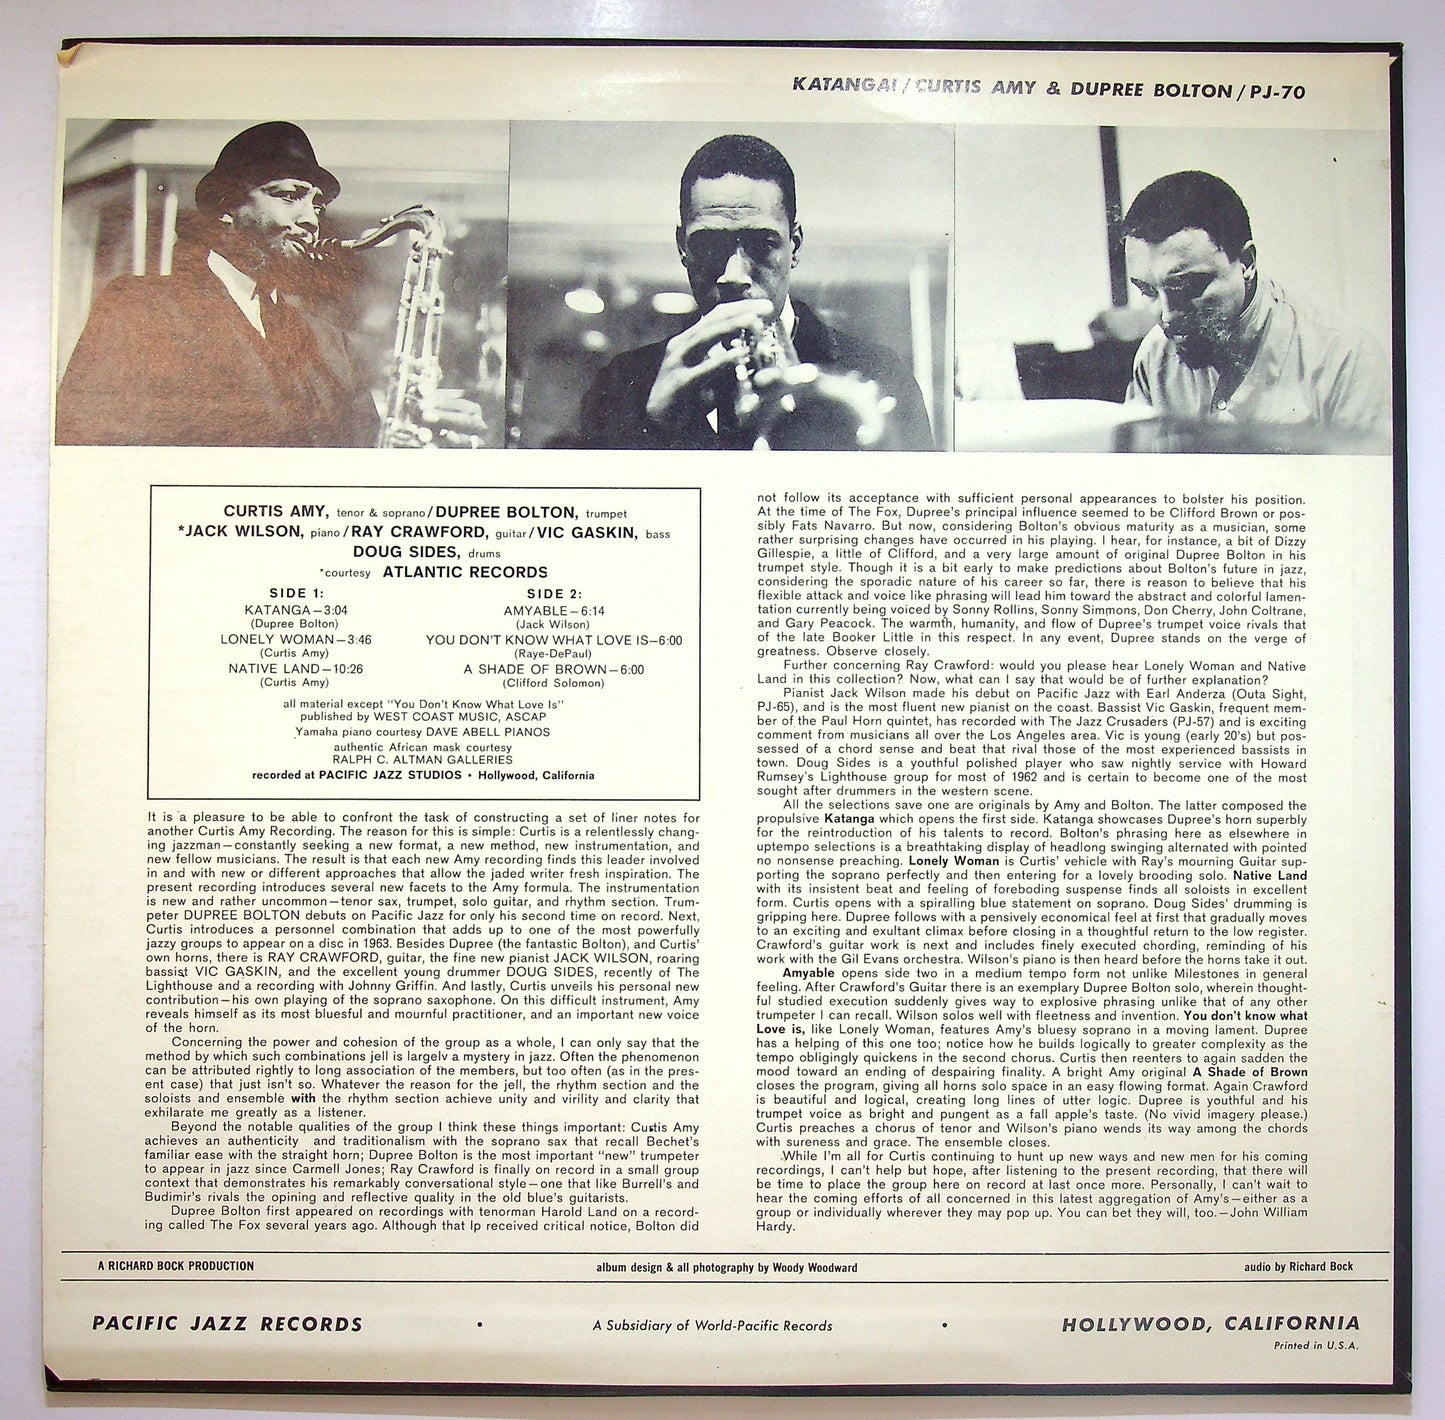 KATANGA!/CURTIS AMY & DUPREE BOLTON/PJ-70
CURTIS AMY, tenor & soprano/DUPREE BOLTON, trumpet
*JACK WILSON, piano/RAY CRAWFORD, guitar/VIC GASKIN, bass
DOUG SIDES, drums
*courtesy ATLANTIC RECORDS
SIDE 1:
KATANGA—3:04
(Dupree Bolton)
LONELY WOMAN—3:46
(Curtis Amy)
NATIVE LAND—10:26
(Curtis Amy)
SIDE 2:
AMYABLE—6:14
(Jack Wilson)
YOU DON'T KNOW WHAT LOVE IS—6:00
(Raye-DePaul)
A SHADE OF BROWN—6:00
(Clifford Solomon)
all material except "You Don't Know What Love Is"
published by WEST COAST MUSIC, ASCAP
Yamaha piano courtesy DAVE ABELL PIANOS
authentic African mask courtesy
RALPH C. ALTMAN GALLERIES
recorded at PACIFIC JAZZ STUDIOS • Hollywood, California
It is a pleasure to be able to confront the task of constructing a set of liner notes for
another Curtis Amy Recording. The reason for this is simple: Curtis is a relentlessly chang-
ing jazzman—constantly seeking a new format, a new method, new instrumentation, and
new fellow musicians. The result is that each new Amy recording finds this leader involved
in and with new or different approaches that allow the jaded writer fresh inspiration. The
present recording introduces several new facets to the Amy formula. The instrumentation
is new and rather uncommon—tenor sax, trumpet, solo guitar, and rhythm section. Trum-
peter DUPREE BOLTON debuts on Pacific Jazz for only his second time on record. Next,
Curtis introduces a personnel combination that adds up to one of the most powerfully
jazzy groups to appear on a disc in 1963. Besides Dupree (the fantastic Bolton), and Curtis'
own horns, there is RAY CRAWFORD, guitar, the fine new pianist JACK WILSON, roaring
bassist VIC GASKIN, and the excellent young drummer DOUG SIDES, recently of The
Lighthouse and a recording with Johnny Griffin. And lastly, Curtis unveils his personal new
contribution—his own playing of the soprano saxophone. On this difficult instrument, Amy
reveals himself as its most bluesful and mournful practitioner, and an important new voice
of the horn.
Concerning the power and cohesion of the group as a whole, I can only say that the
method by which such combinations jell is largely a mystery in jazz. Often the phenomenon
can be attributed rightly to long association of the members, but too often (as in the pres-
ent case) that just isn't so. Whatever the reason for the jell, the rhythm section and the
soloists and ensemble with the rhythm section achieve unity and virility and clarity that
exhilarate me greatly as a listener.
Beyond the notable qualities of the group I think these things important: Curtis Amy
achieves an authenticity and traditionalism with the soprano sax that recall Bechet's
familiar ease with the straight horn; Dupree Bolton is the most important "new" trumpeter
to appear in jazz since Carmell Jones; Ray Crawford is finally on record in a small group
context that demonstrates his remarkably conversational style—one that like Burrell's and
Budimir's rivals the opining and reflective quality in the old blue's guitarists.
Dupree Bolton first appeared on recordings with tenorman Harold Land on a record-
ing called The Fox several years ago. Although that lp received critical notice, Bolton did
not follow its acceptance with sufficient personal appearances to bolster his position.
At the time of The Fox, Dupree's principal influence seemed to be Clifford Brown or pos-
sibly Fats Navarro. But now, considering Bolton's obvious maturity as a musician, some
rather surprising changes have occurred in his playing. I hear, for instance, a bit of Dizzy
Gillespie, a little of Clifford, and a very large amount of original Dupree Bolton in his
trumpet style. Though it is a bit early to make predictions about Bolton's future in jazz,
considering the sporadic nature of his career so far, there is reason to believe that his
flexible attack and voice like phrasing will lead him toward the abstract and colorful lamen-
tation currently being voiced by Sonny Rollins, Sonny Simmons, Don Cherry, John Coltrane,
and Gary Peacock. The warmth, humanity, and flow of Dupree's trumpet voice rivals that
of the late Booker Little in this respect. In any event, Dupree stands on the verge of
greatness. Observe closely.
Further concerning Ray Crawford: would you please hear Lonely Woman and Native
Land in this collection? Now, what can I say that would be of further explanation?
Pianist Jack Wilson made his debut on Pacific Jazz with Earl Anderza (Outa Sight,
PJ-65), and is the most fluent new pianist on the coast. Bassist Vic Gaskin, frequent mem-
ber of the Paul Horn quintet, has recorded with The Jazz Crusaders (PJ-57) and is exciting
comment from musicians all over the Los Angeles area. Vic is young (early 20's) but pos-
sessed of a chord sense and beat that rival those of the most experienced bassists in
town. Doug Sides is a youthful polished player who saw nightly service with Howard
Rumsey's Lighthouse group for most of 1962 and is certain to become one of the most
sought after drummers in the western scene.
All the selections save one are originals by Amy and Bolton. The latter composed the
propulsive Katanga which opens the first side. Katanga showcases Dupree's horn superbly
for the reintroduction of his talents to record. Bolton's phrasing here as elsewhere in
uptempo selections is a breathtaking display of headlong swinging alternated with pointed
no nonsense preaching. Lonely Woman is Curtis' vehicle with Ray's mourning Guitar sup-
porting the soprano perfectly and then entering for a lovely brooding solo. Native Land
with its insistent beat and feeling of foreboding suspense finds all soloists in excellent
form. Curtis opens with a spiralling blue statement on soprano. Doug Sides' drumming is
gripping here. Dupree follows with a pensively economical feel at first that gradually moves
to an exciting and exultant climax before closing in a thoughtful return to the low register.
Crawford's guitar work is next and includes finely executed chording, reminding of his
work with the Gil Evans orchestra. Wilson's piano is then heard before the horns take it out.
Amyable opens side two in a medium tempo form not unlike Milestones in general
feeling. After Crawford's Guitar there is an exemplary Dupree Bolton solo, wherein thought-
ful studied execution suddenly gives way to explosive phrasing unlike that of any other
trumpeter I can recall. Wilson solos well with fleetness and invention. You don't know what
Love is, like Lonely Woman, features Amy's bluesy soprano in a moving lament. Dupree
has a helping of this one too; notice how he builds logically to greater complexity as the
tempo obligingly quickens in the second chorus. Curtis then reenters to again sadden the
mood toward an ending of despairing finality. A bright Amy original A Shade of Brown
closes the program, giving all horns solo space in an easy flowing format. Again Crawford
is beautiful and logical, creating long lines of utter logic. Dupree is youthful and his
trumpet voice as bright and pungent as a fall apple's taste. (No vivid imagery please.)
Curtis preaches a chorus of tenor and Wilson's piano wends its way among the chords
with sureness and grace. The ensemble closes.
While I'm all for Curtis continuing to hunt up new ways and new men for his coming
recordings, I can't help but hope, after listening to the present recording, that there will
be time to place the group here on record at last once more. Personally, I can't wait to
hear the coming efforts of all concerned in this latest aggregation of Amy's—either as a
group or individually wherever they may pop up. You can bet they will, too.—John William
Hardy.
A RICHARD BOCK PRODUCTION
album design & all photography by Woody Woodward
audio by Richard Bock
PACIFIC JAZZ RECORDS • A Subsidiary of World-Pacific Records • HOLLYWOOD, CALIFORNIA
Printed in U.S.A.